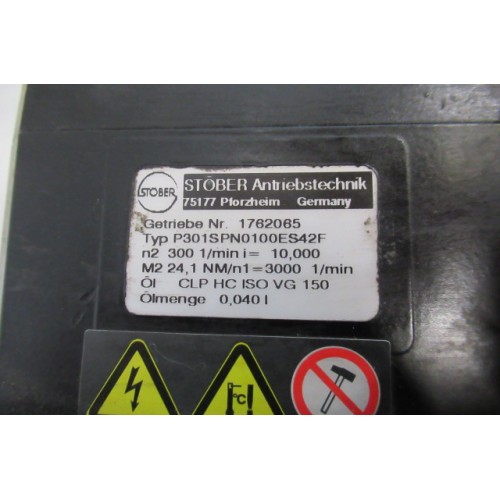 STÖBER
STÖBER Antriebstechnik
75177 Pforzheim Germany
Getriebe Nr. 1762065
Typ P301SPN0100ES42F
n2 300 1/min i= 10,000
M2 24,1 NM/n1=3000 1/min
Öl CLP HC ISO VG 150
Ölmenge 0,040 l
°C